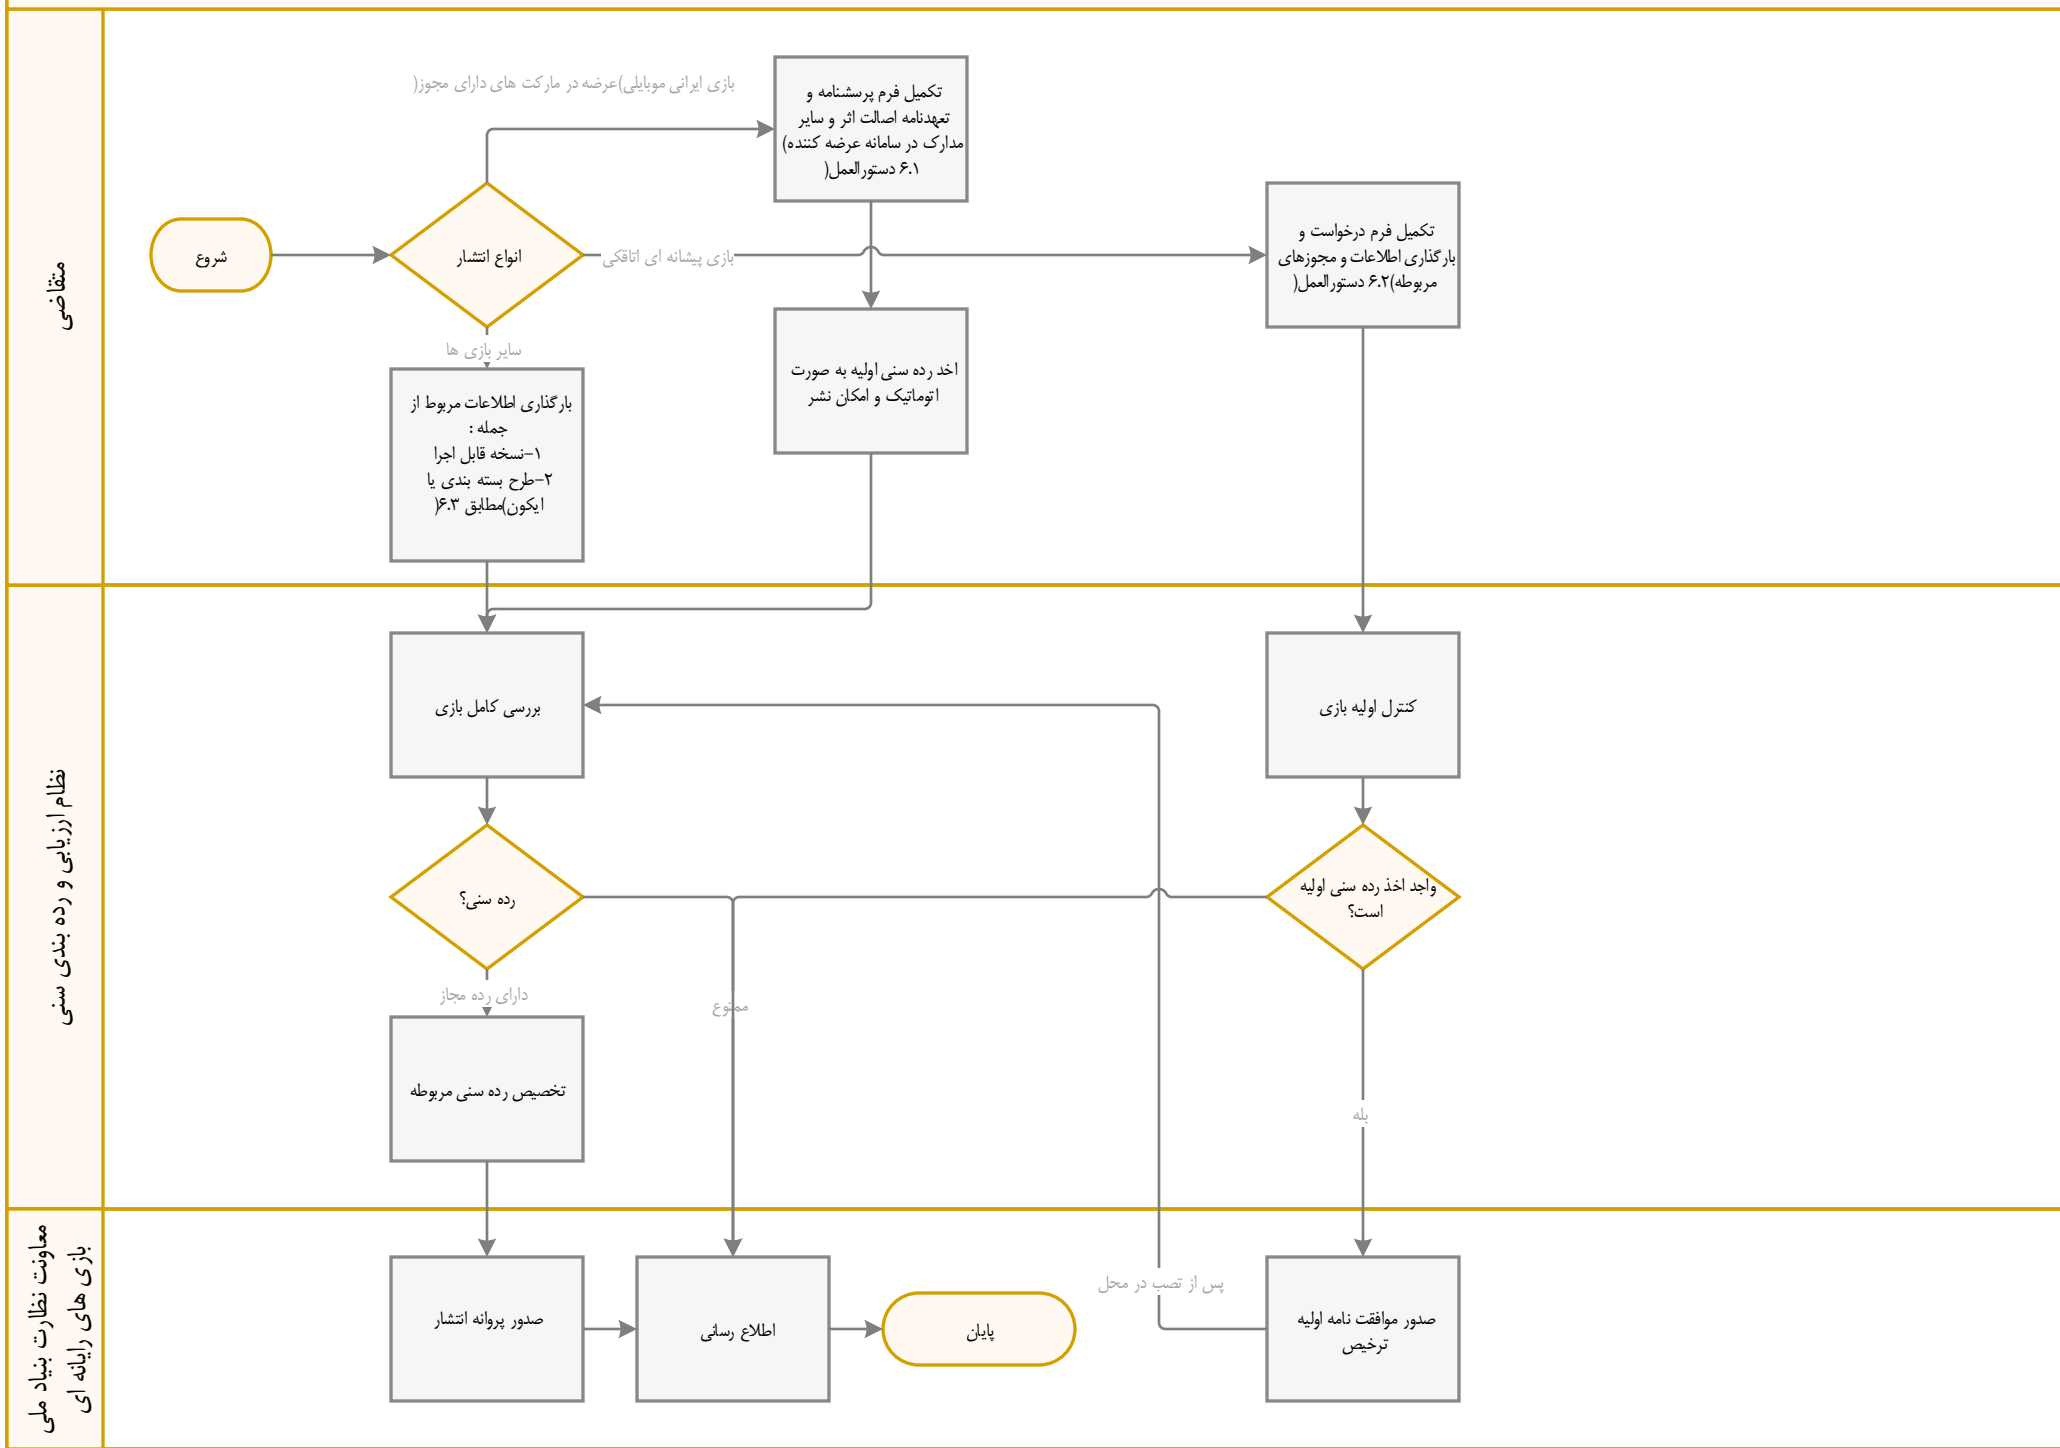 متقاضی
بازی ایرانی موبایلی)عرضه در مارکت های دارای مجوز(
تکمیل فرم پرسشنامه و
تعهدنامه اصالت اثر و سایر
مدارک در سامانه عرضه کننده)
۶.۱ دستورالعمل(
شروع
انواع انتشار
بازی پیشانه ای اتاقکی
تکمیل فرم درخواست و
بارگذاری اطلاعات و مجوزهای
مربوطه)۶.۲ دستورالعمل(
سایر بازی ها
اخد رده سنی اولیه به صورت
اتوماتیک و امکان نشر
بارگذاری اطلاعات مربوط از
جمله :
۱-نسخه قابل اجرا
۲-طرح بسته بندی یا
ایکون)مطابق ۶.۳(
نظام ارزیابی و رده بندی سنی
بررسی کامل بازی
کنترل اولیه بازی
رده سنی؟
واجد اخذ رده سنی اولیه
است؟
دارای رده مجاز
ممنوع
تخصیص رده سنی مربوطه
بله
معاونت نظارت بنیاد ملی
بازی های رایانه ای
پس از تصب در محل
صدور پروانه انتشار
اطلاع رسانی
پایان
صدور موافقت نامه اولیه
ترخیص